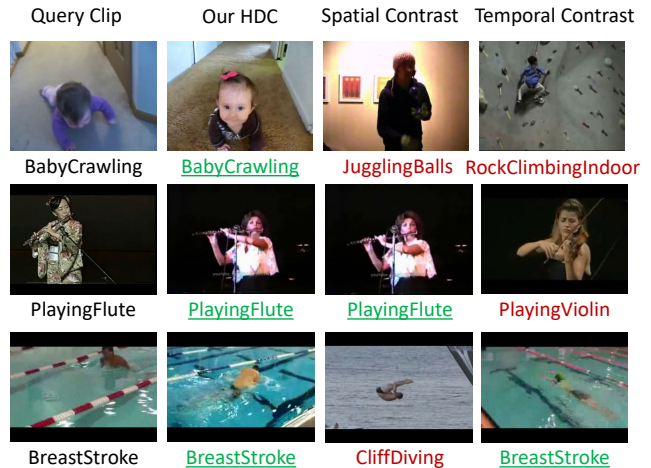 Query Clip Our HDC Spatial Contrast Temporal Contrast
BabyCrawling BabyCrawling JugglingBalls RockClimbingIndoor
PlayingFlute PlayingFlute PlayingFlute PlayingViolin
BreastStroke BreastStroke CliffDiving BreastStroke